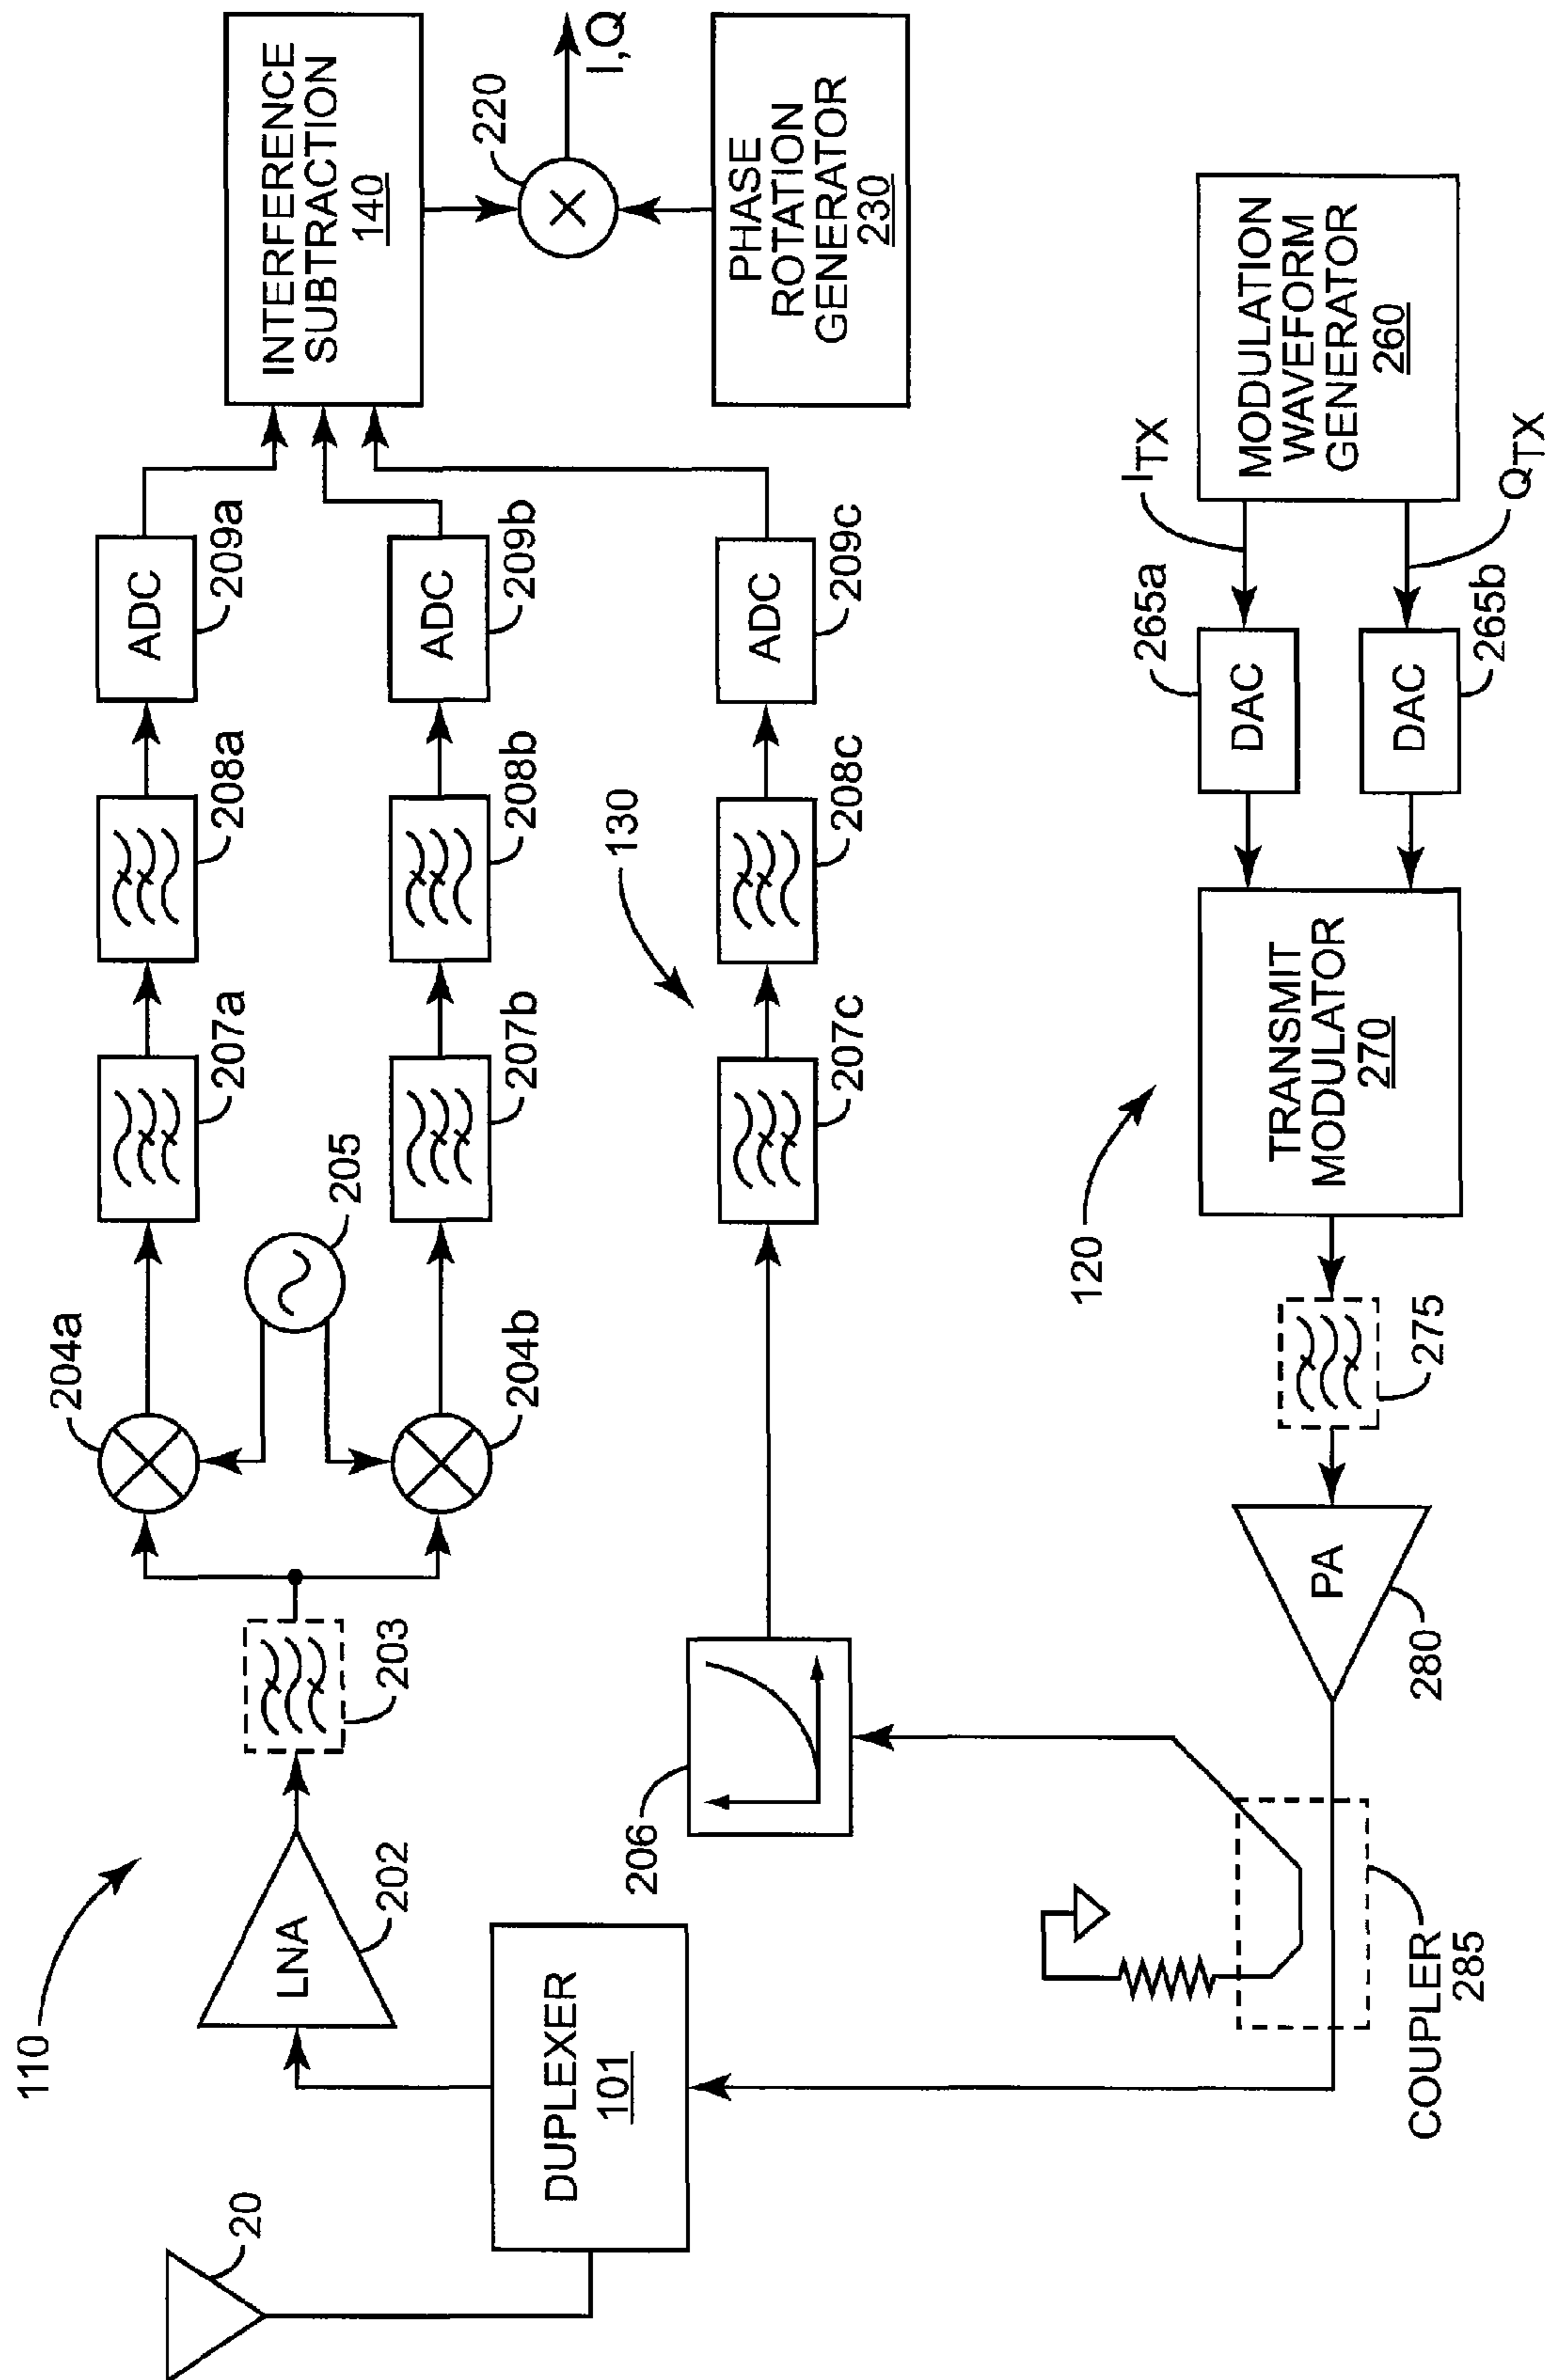 110
20
DUPLEXER
101
LNA
202
203
204a
204b
205
207a
207b
208a
208b
ADC
209a
ADC
209b
INTERFERENCE
SUBTRACTION
140
220
I,Q
PHASE
ROTATION
GENERATOR
230
206
130
207c
208c
ADC
209c
120
COUPLER
285
PA
280
275
TRANSMIT
MODULATOR
270
DAC
265a
DAC
265b
ITX
QTX
MODULATION
WAVEFORM
GENERATOR
260